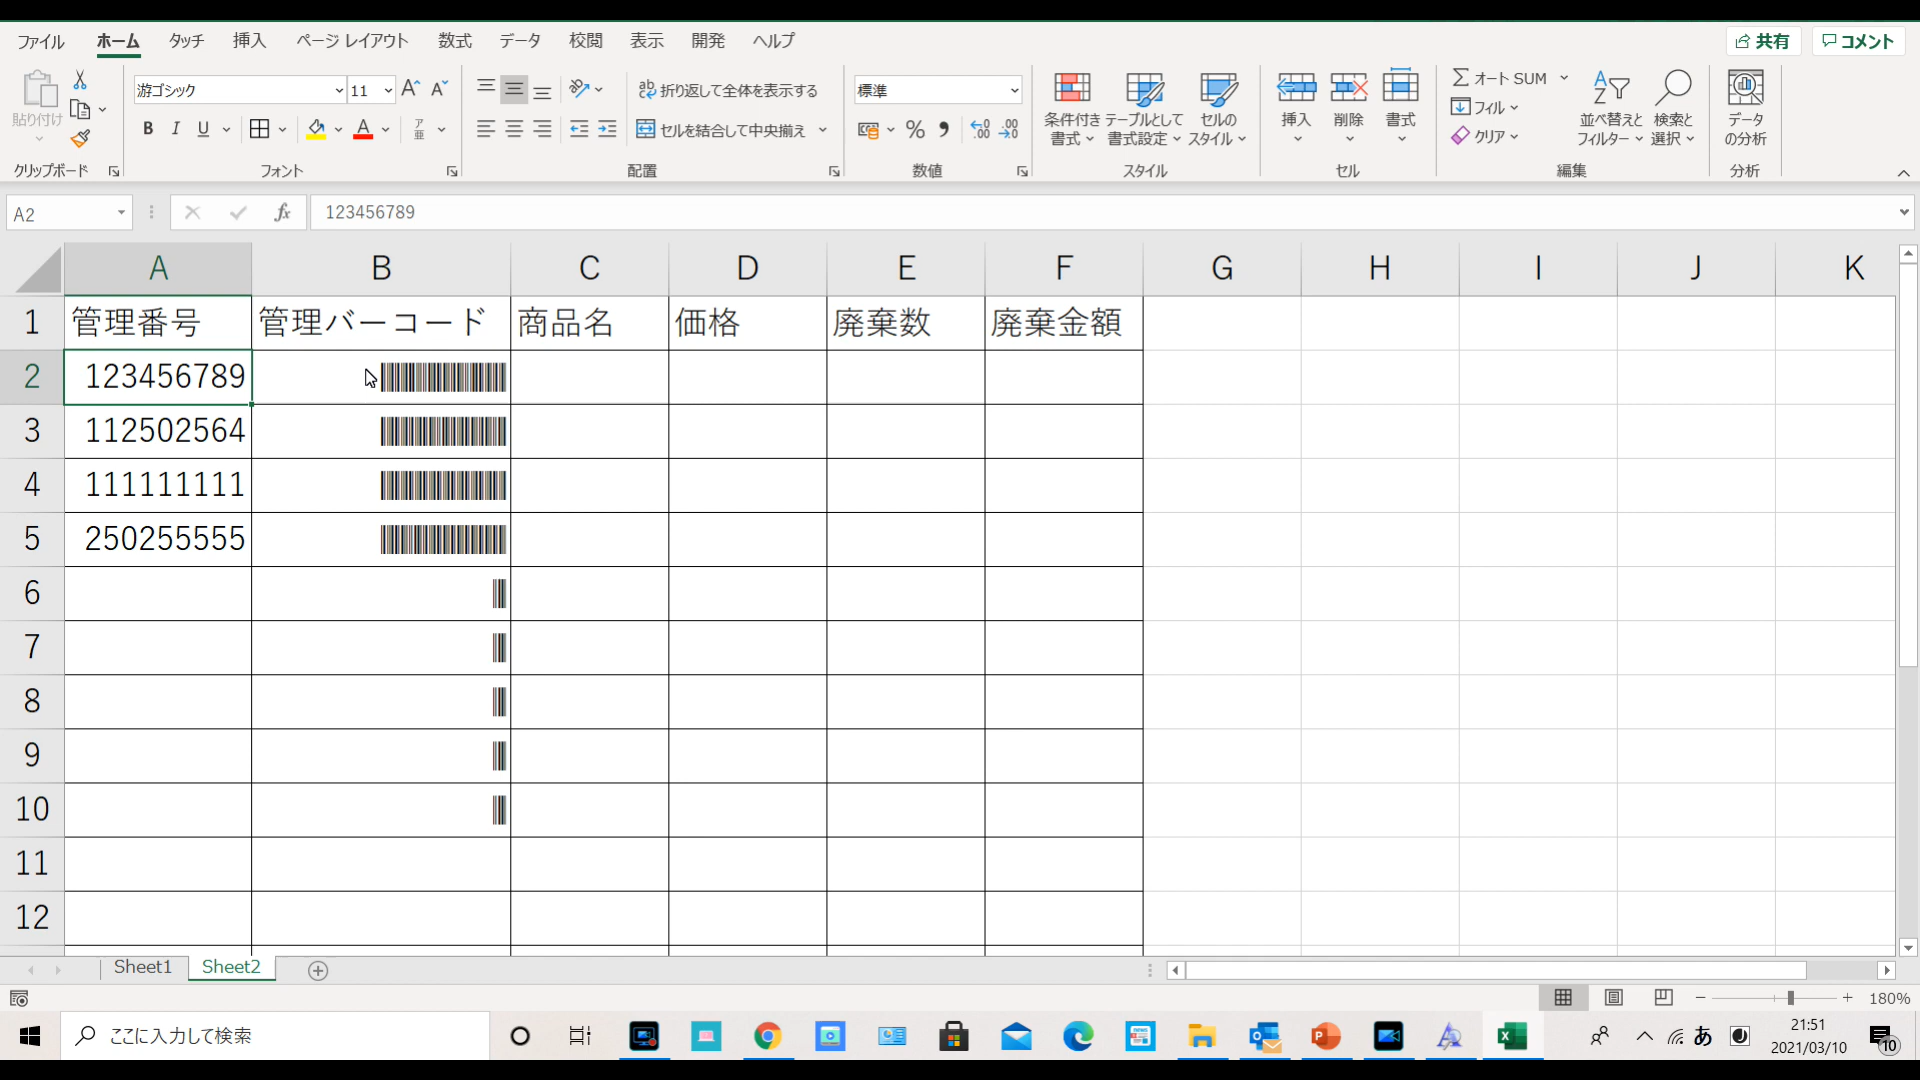 ファイル ホーム タッチ 挿入 ページ レイアウト 数式 データ 校閲 表示 開発 ヘルプ 共有 コメント
游ゴシック 11 折り返して全体を表示する 標準 オート SUM
貼り付け フィル
B I U セルを結合して中央揃え 条件付き書式 テーブルとして書式設定 セルのスタイル 挿入 削除 書式 クリア 並べ替えとフィルター 検索と選択 データの分析
クリップボード フォント 配置 数値 スタイル セル 編集 分析
A2 fx 123456789
A B C D E F G H I J K
1 管理番号 管理バーコード 商品名 価格 廃棄数 廃棄金額
2 123456789
3 112502564
4 111111111
5 250255555
6
7
8
9
10
11
12
Sheet1 Sheet2
180%
ここに入力して検索 あ 21:51
2021/03/10 10